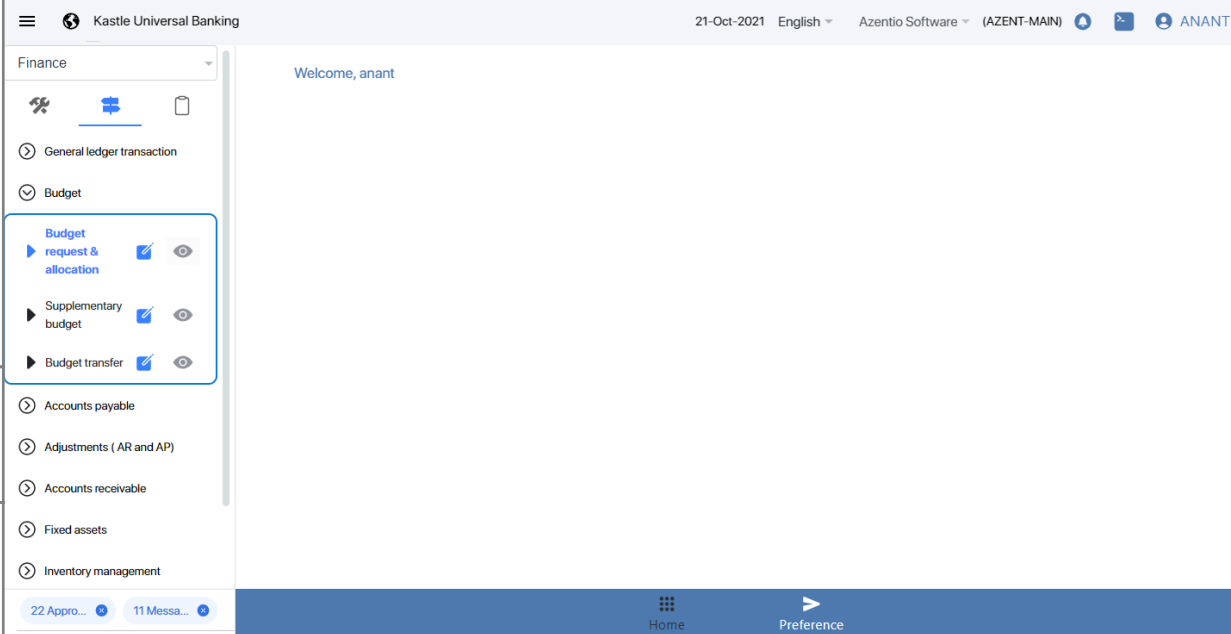 Kastle Universal Banking
21-Oct-2021 English Azentio Software (AZENT-MAIN) ANANT
Finance
Welcome, anant
General ledger transaction
Budget
Budget
request &
allocation
Supplementary
budget
Budget transfer
Accounts payable
Adjustments ( AR and AP)
Accounts receivable
Fixed assets
Inventory management
22 Appro... 11 Messa...
Home Preference